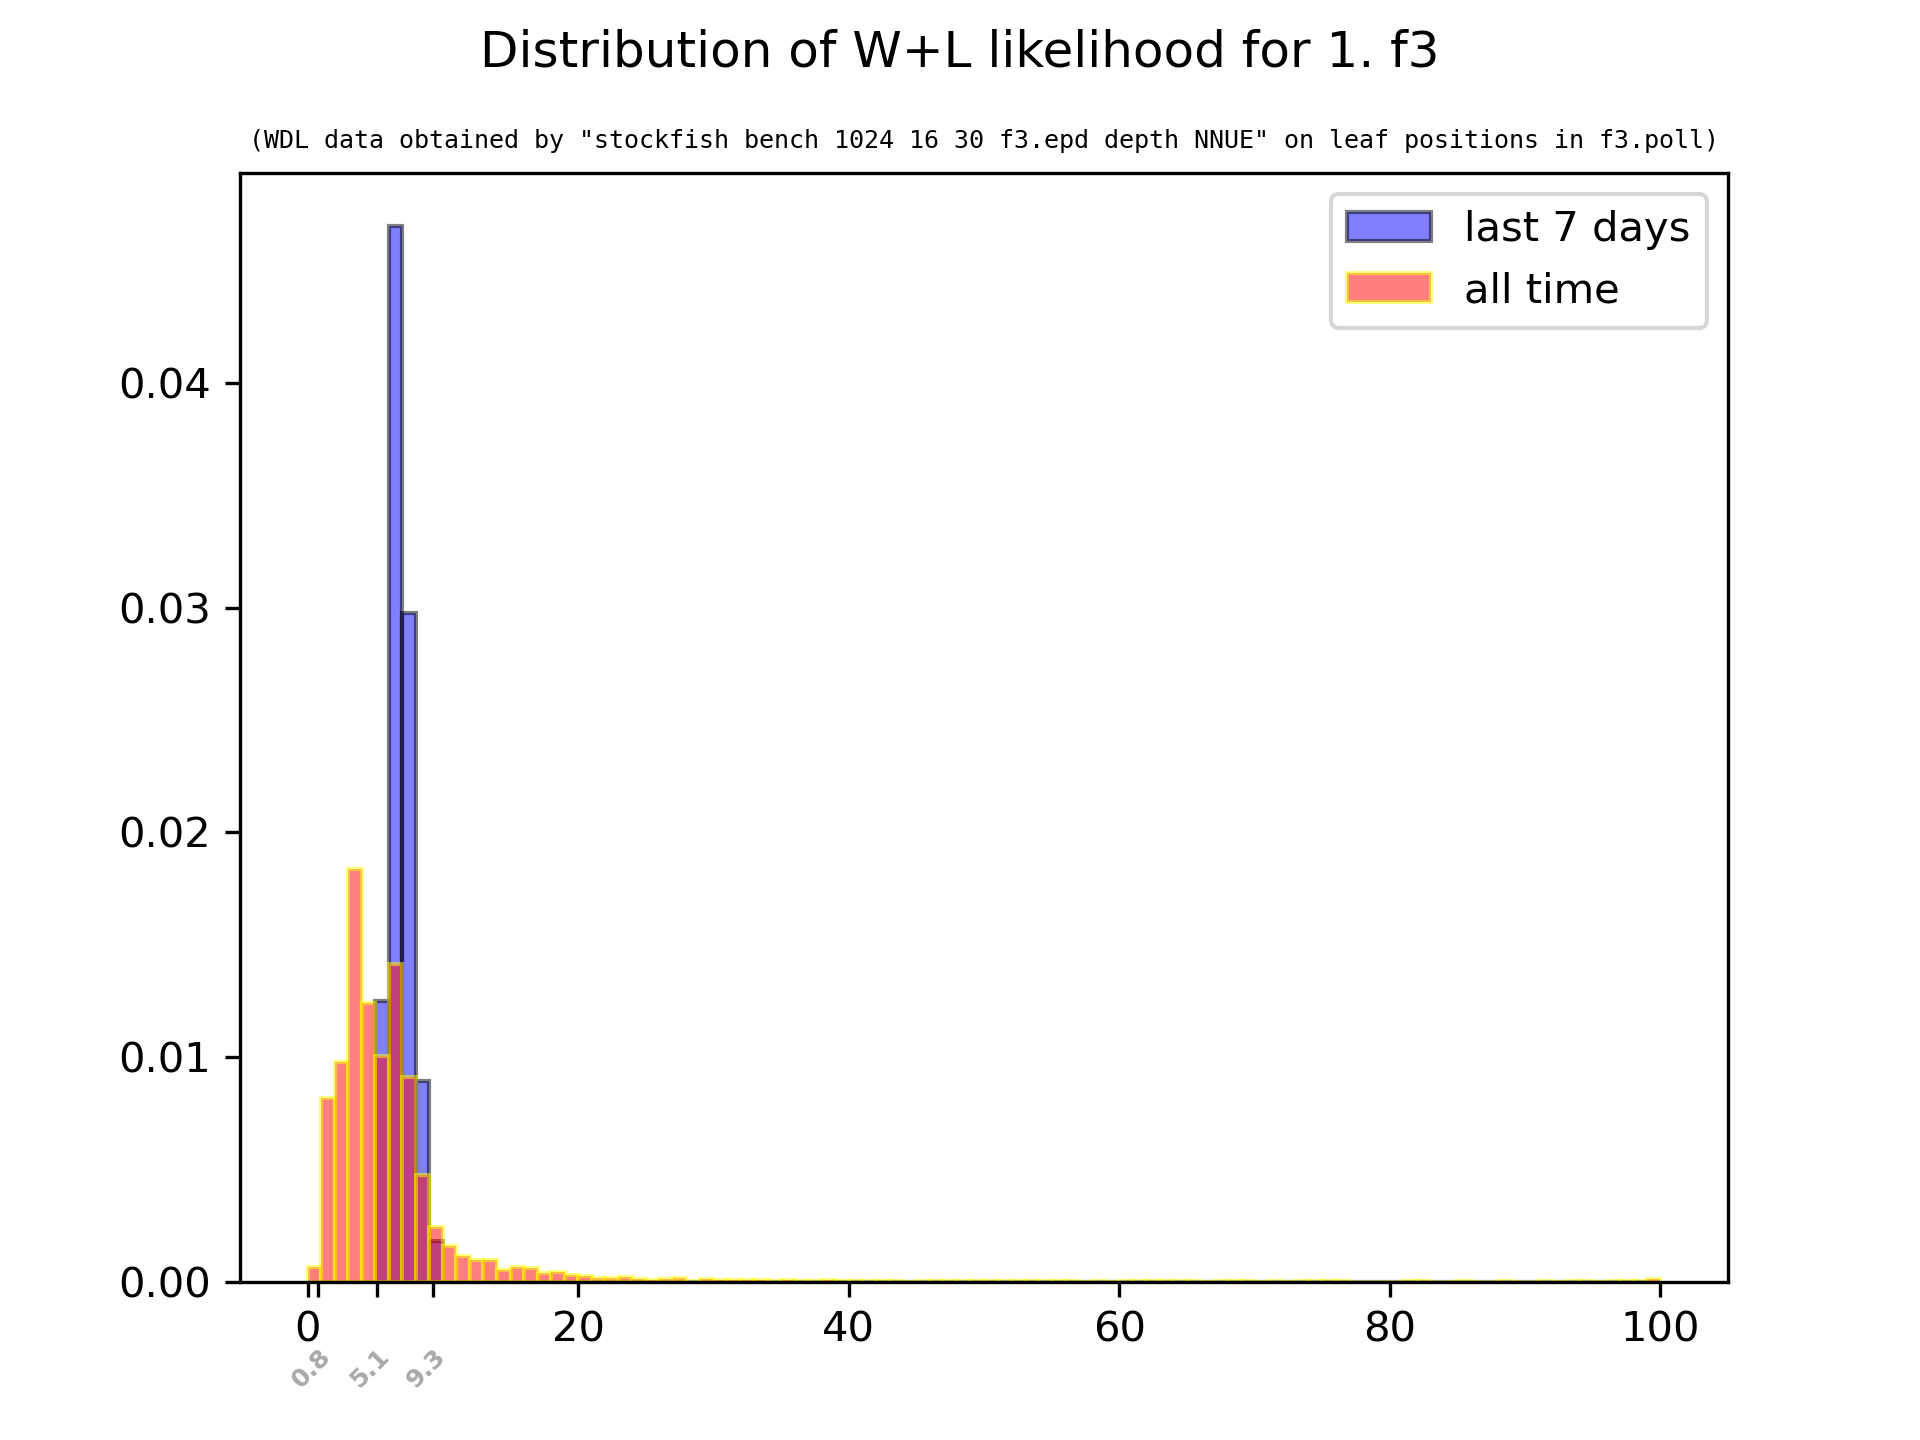 Distribution of W+L likelihood for 1. f3
(WDL data obtained by "stockfish bench 1024 16 30 f3.epd depth NNUE" on leaf positions in f3.poll)
last 7 days
all time
0.04
0.03
0.02
0.01
0.00
0 20 40 60 80 100
0.8 5.1 9.3